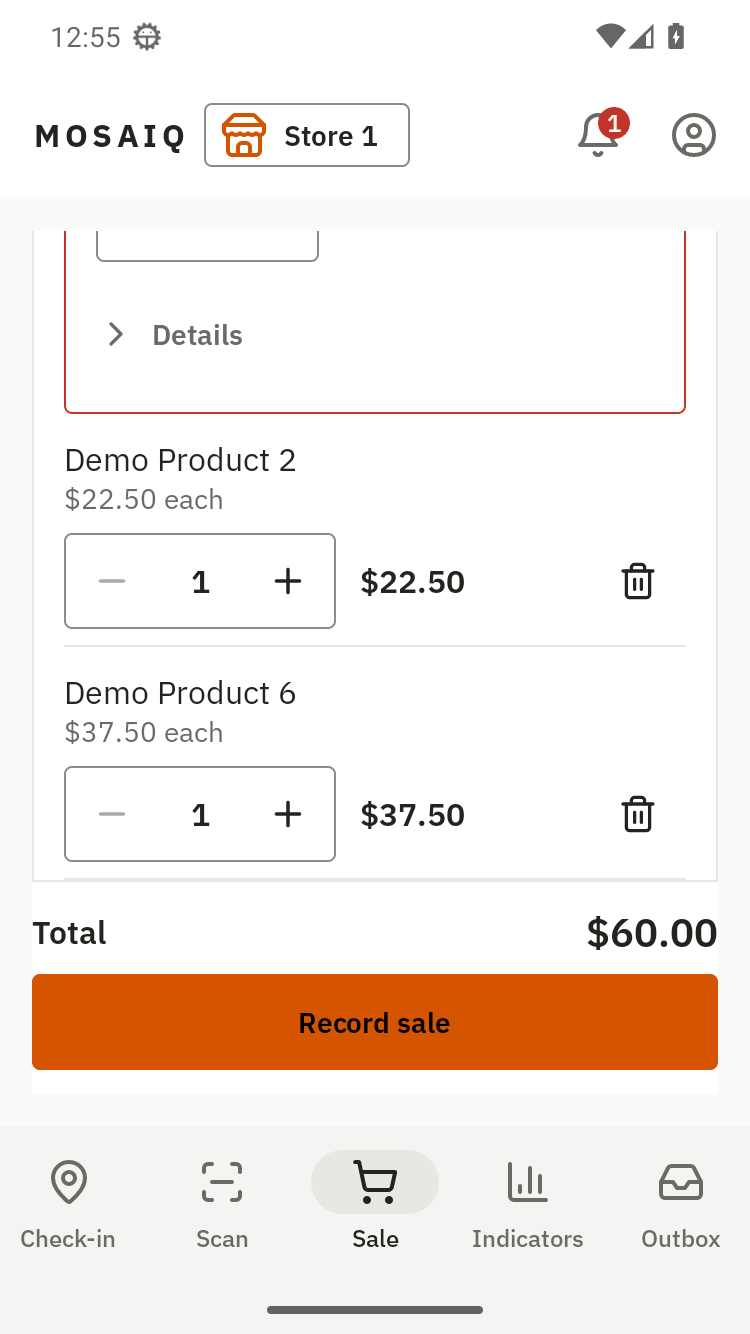 12:55
MOSAIQ
Store 1
1
Details
Demo Product 2
$22.50 each
1
$22.50
Demo Product 6
$37.50 each
1
$37.50
Total
$60.00
Record sale
Check-in
Scan
Sale
Indicators
Outbox